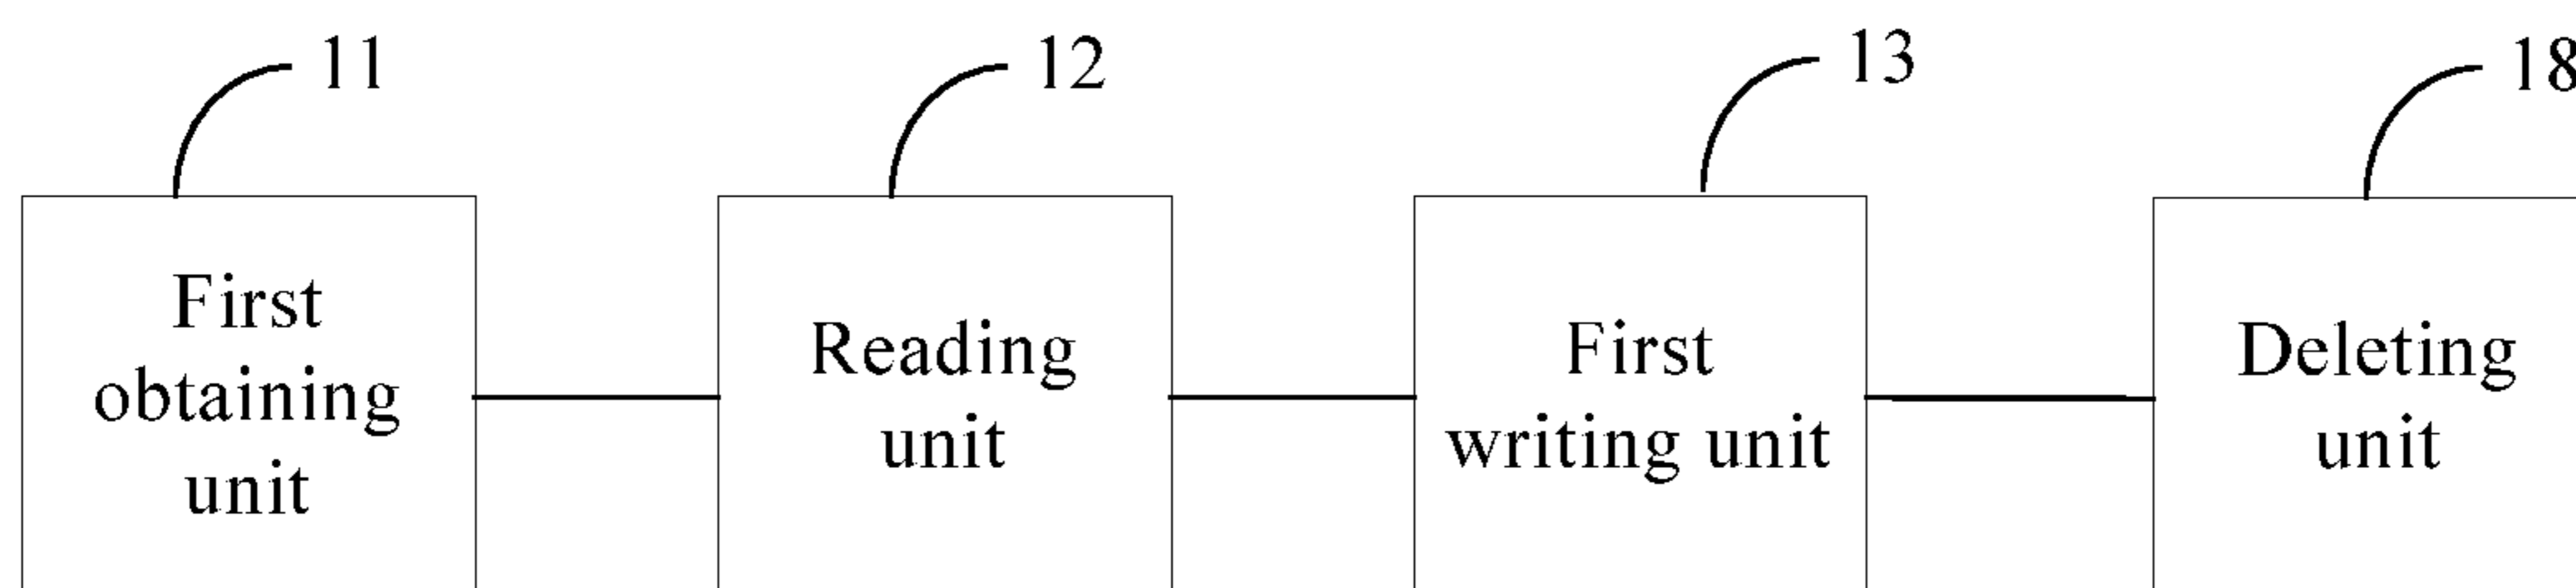 11
12
13
18
First
obtaining
unit
Reading
unit
First
writing unit
Deleting
unit